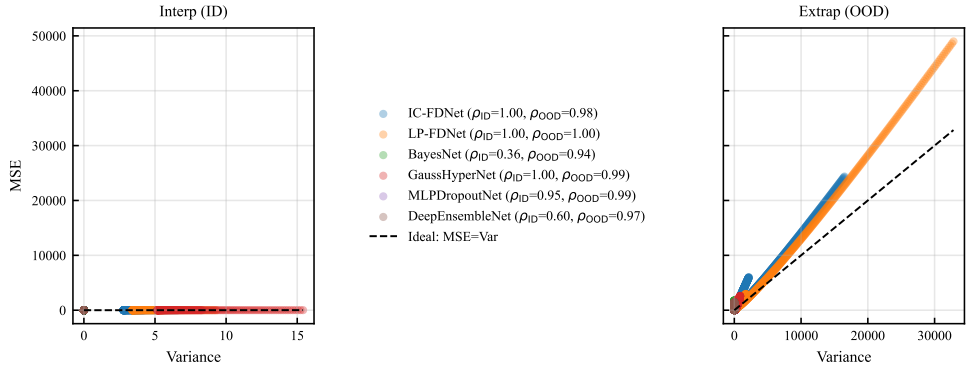 Interp (ID)
MSE
50000
40000
30000
20000
10000
0
0 5 10 15
Variance
IC-FDNet (ρID=1.00, ρOOD=0.98)
LP-FDNet (ρID=1.00, ρOOD=1.00)
BayesNet (ρID=0.36, ρOOD=0.94)
GaussHyperNet (ρID=1.00, ρOOD=0.99)
MLPDropoutNet (ρID=0.95, ρOOD=0.99)
DeepEnsembleNet (ρID=0.60, ρOOD=0.97)
Ideal: MSE=Var
Extrap (OOD)
0 10000 20000 30000
Variance